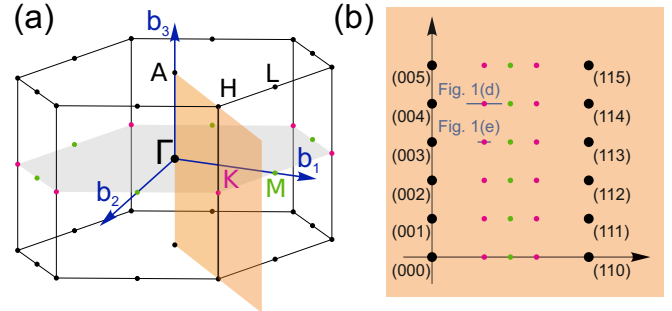 (a)
b3
A
H
L
Γ
b1
K
M
b2
(b)
(005)
(115)
Fig. 1(d)
(004)
(114)
Fig. 1(e)
(003)
(113)
(002)
(112)
(001)
(111)
(000)
(110)